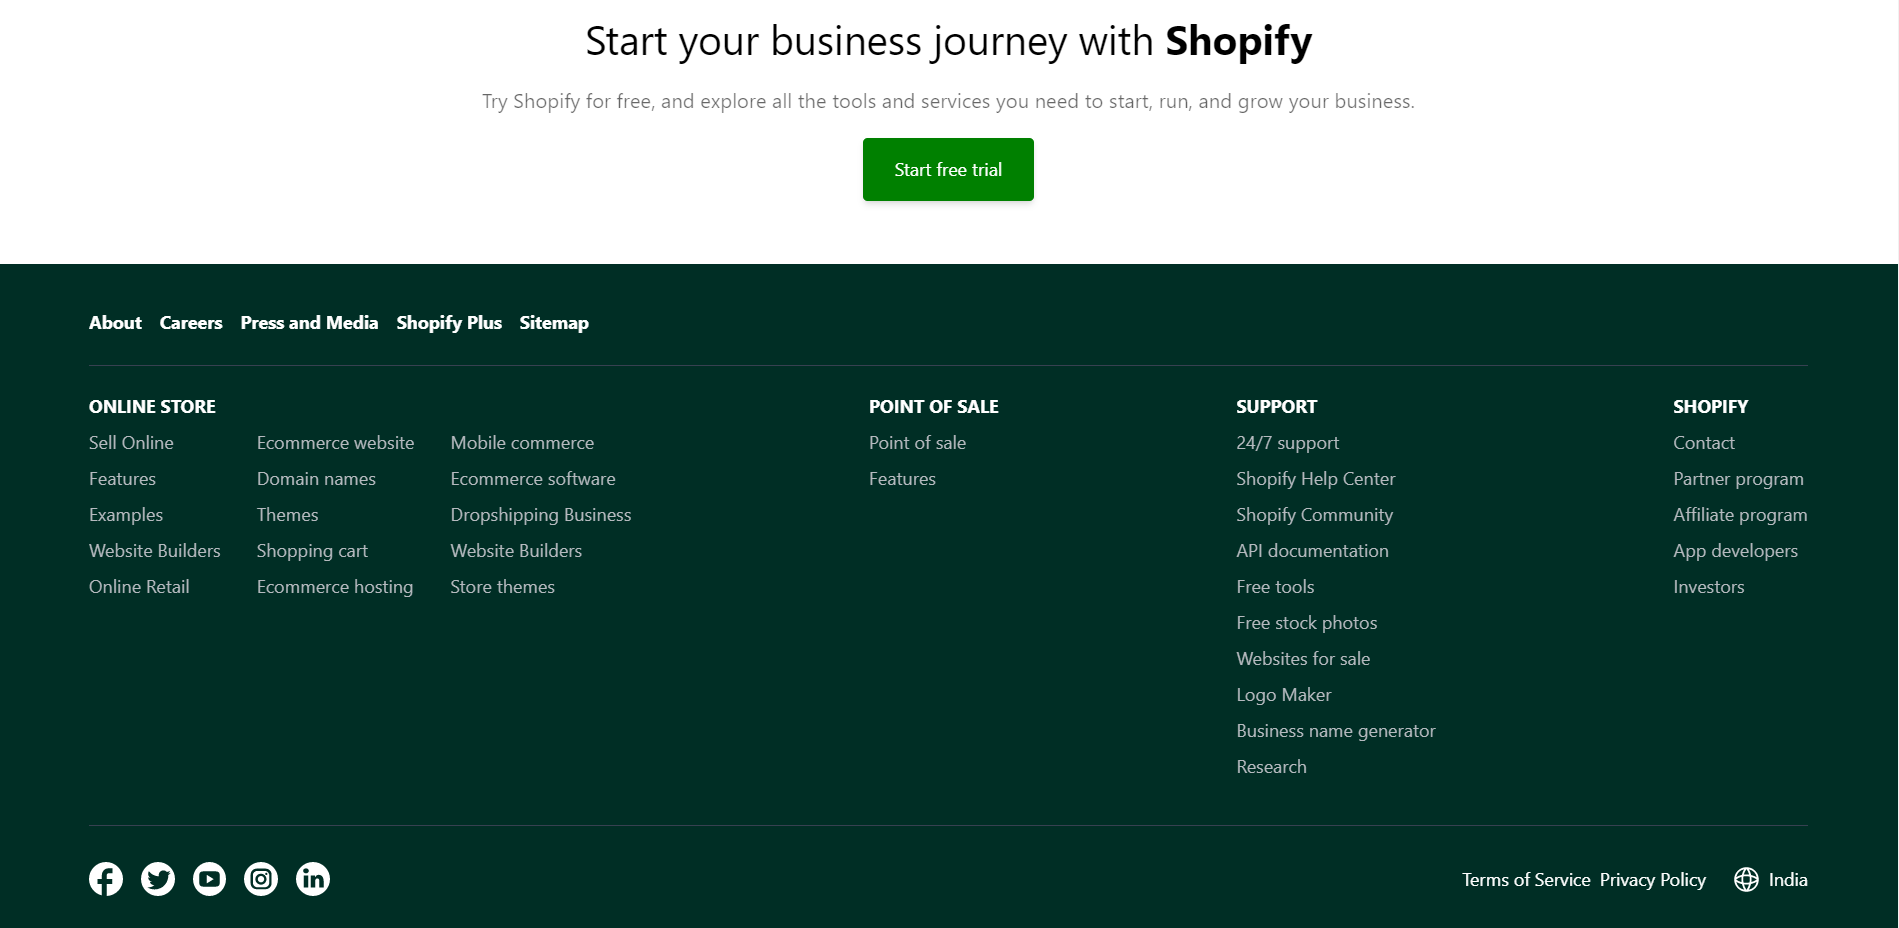 Start your business journey with Shopify
Try Shopify for free, and explore all the tools and services you need to start, run, and grow your business.
Start free trial
About Careers Press and Media Shopify Plus Sitemap
ONLINE STORE
Sell Online
Features
Examples
Website Builders
Online Retail
Ecommerce website
Domain names
Themes
Shopping cart
Ecommerce hosting
Mobile commerce
Ecommerce software
Dropshipping Business
Website Builders
Store themes
POINT OF SALE
Point of sale
Features
SUPPORT
24/7 support
Shopify Help Center
Shopify Community
API documentation
Free tools
Free stock photos
Websites for sale
Logo Maker
Business name generator
Research
SHOPIFY
Contact
Partner program
Affiliate program
App developers
Investors
Terms of Service Privacy Policy India